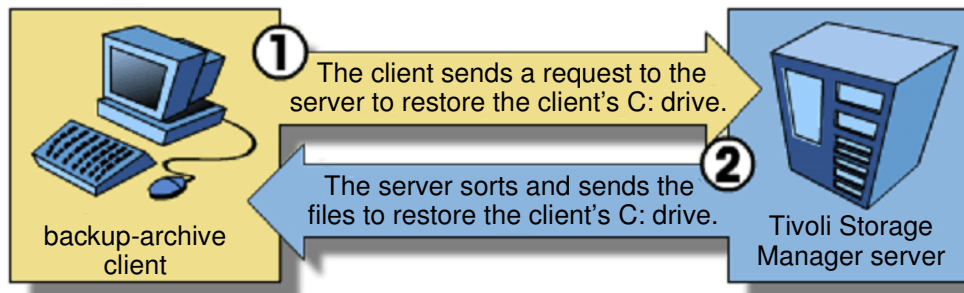 1
The client sends a request to the
server to restore the client's C: drive.
2
The server sorts and sends the
files to restore the client's C: drive.
backup-archive
client
Tivoli Storage
Manager server